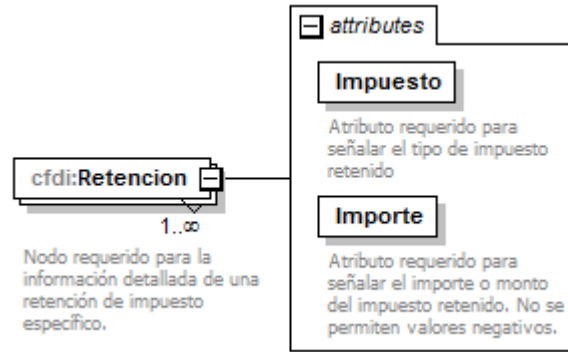 attributes
Impuesto
Atributo requerido para
señalar el tipo de impuesto
retenido
cfdi:Retencion
1..∞
Nodo requerido para la
información detallada de una
retención de impuesto
específico.
Importe
Atributo requerido para
señalar el importe o monto
del impuesto retenido. No se
permiten valores negativos.